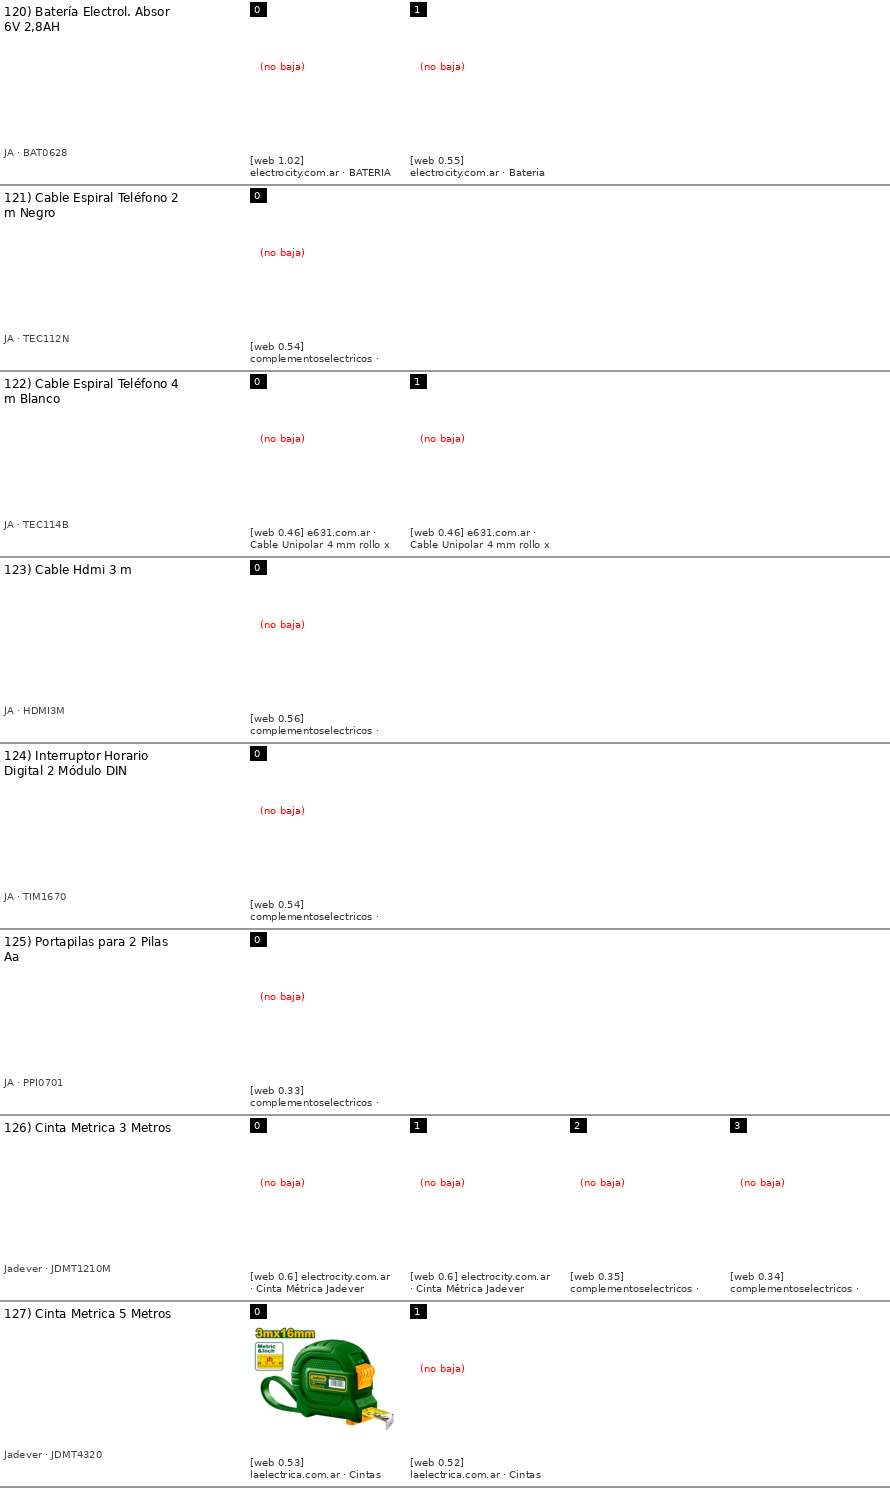 120) Batería Electrol. Absor
6V 2,8AH
JA · BAT0628
0
(no baja)
[web 1.02]
electrocity.com.ar · BATERIA
1
(no baja)
[web 0.55]
electrocity.com.ar · Bateria
121) Cable Espiral Teléfono 2
m Negro
JA · TEC112N
0
(no baja)
[web 0.54]
complementoselectricos ·
122) Cable Espiral Teléfono 4
m Blanco
JA · TEC114B
0
(no baja)
[web 0.46] e631.com.ar ·
Cable Unipolar 4 mm rollo x
1
(no baja)
[web 0.46] e631.com.ar ·
Cable Unipolar 4 mm rollo x
123) Cable Hdmi 3 m
JA · HDMI3M
0
(no baja)
[web 0.56]
complementoselectricos ·
124) Interruptor Horario
Digital 2 Módulo DIN
JA · TIM1670
0
(no baja)
[web 0.54]
complementoselectricos ·
125) Portapilas para 2 Pilas
Aa
JA · PPI0701
0
(no baja)
[web 0.33]
complementoselectricos ·
126) Cinta Metrica 3 Metros
Jadever · JDMT1210M
0
(no baja)
[web 0.6] electrocity.com.ar
· Cinta Métrica Jadever
1
(no baja)
[web 0.6] electrocity.com.ar
· Cinta Métrica Jadever
2
(no baja)
[web 0.35]
complementoselectricos ·
3
(no baja)
[web 0.34]
complementoselectricos ·
127) Cinta Metrica 5 Metros
Jadever · JDMT4320
0
3mx16mm
Metric
&Inch
[web 0.53]
laelectrica.com.ar · Cintas
1
(no baja)
[web 0.52]
laelectrica.com.ar · Cintas